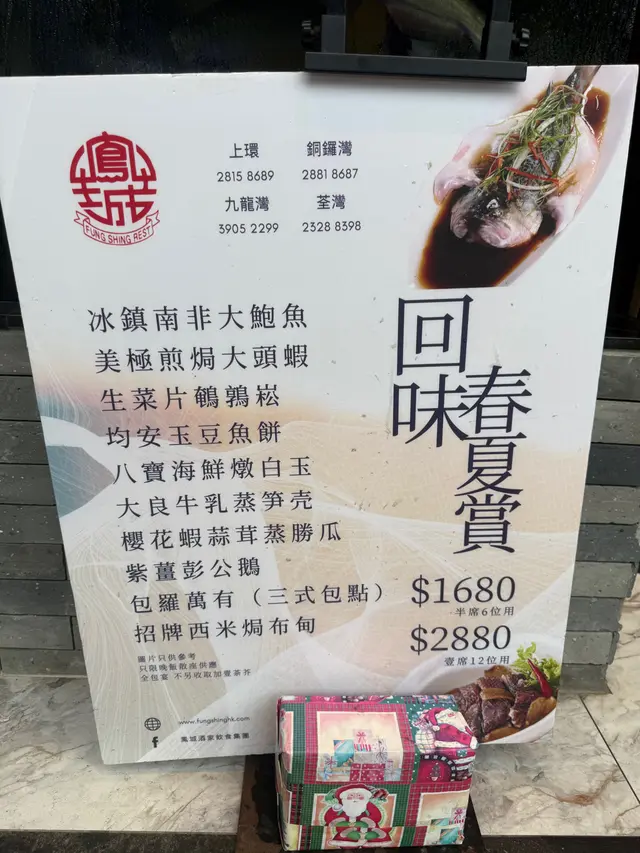 鳳城
FUNG SHING REST
上環
2815 8689
銅鑼灣
2881 8687
九龍灣
3905 2299
荃灣
2328 8398
回味
春夏賞
冰鎮南非大鮑魚
美極煎焗大頭蝦
生菜片鵪鶉崧
均安玉豆魚餅
八寶海鮮燉白玉
大良牛乳蒸笋壳
櫻花蝦蒜茸蒸勝瓜
紫薑彭公鵝
包羅萬有（三式包點）
招牌西米焗布甸
$1680
半席6位用
$2880
壹席12位用
圖片只供參考
只限晚飯散座供應
全包宴 不另收取加壹茶芥
www.fungshinghk.com
鳳城酒家飲食集團